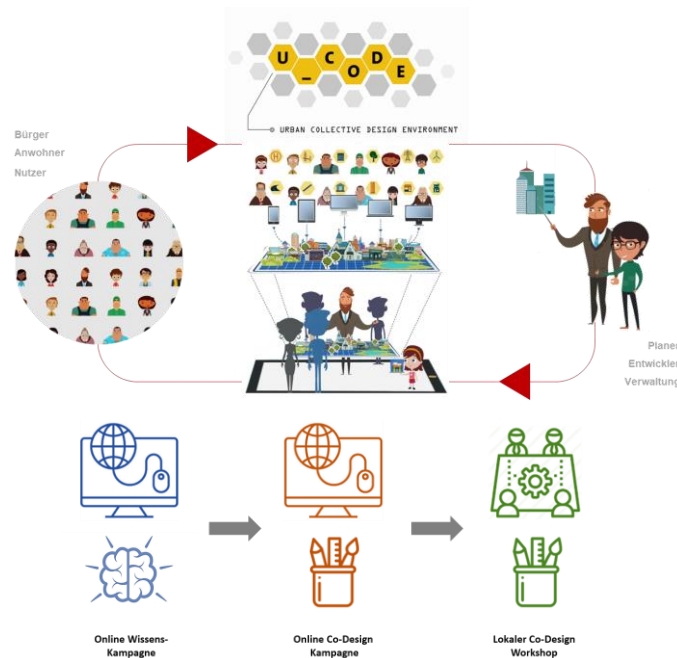 U_CODE
URBAN COLLECTIVE DESIGN ENVIRONMENT
Bürger
Anwohner
Nutzer
Planer
Entwickler
Verwaltung
Online Wissens-
Kampagne
Online Co-Design
Kampagne
Lokaler Co-Design
Workshop